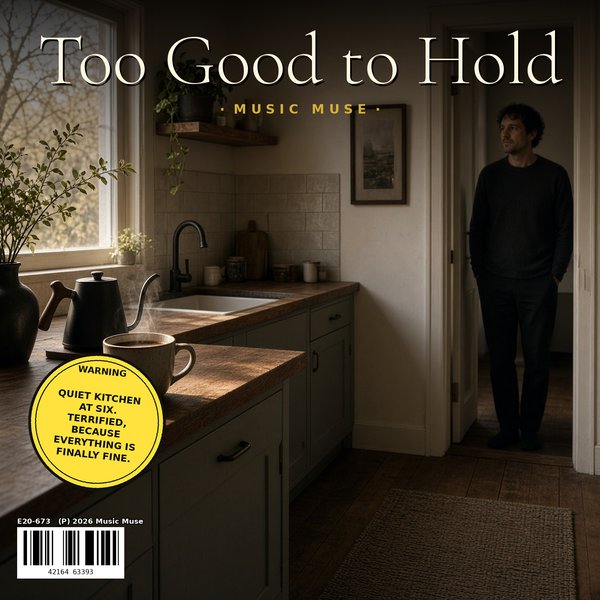 Too Good to Hold
· MUSIC MUSE ·
WARNING
QUIET KITCHEN
AT SIX.
TERRIFIED,
BECAUSE
EVERYTHING IS
FINALLY FINE.
E20-673 (P) 2026 Music Muse
42164 63393